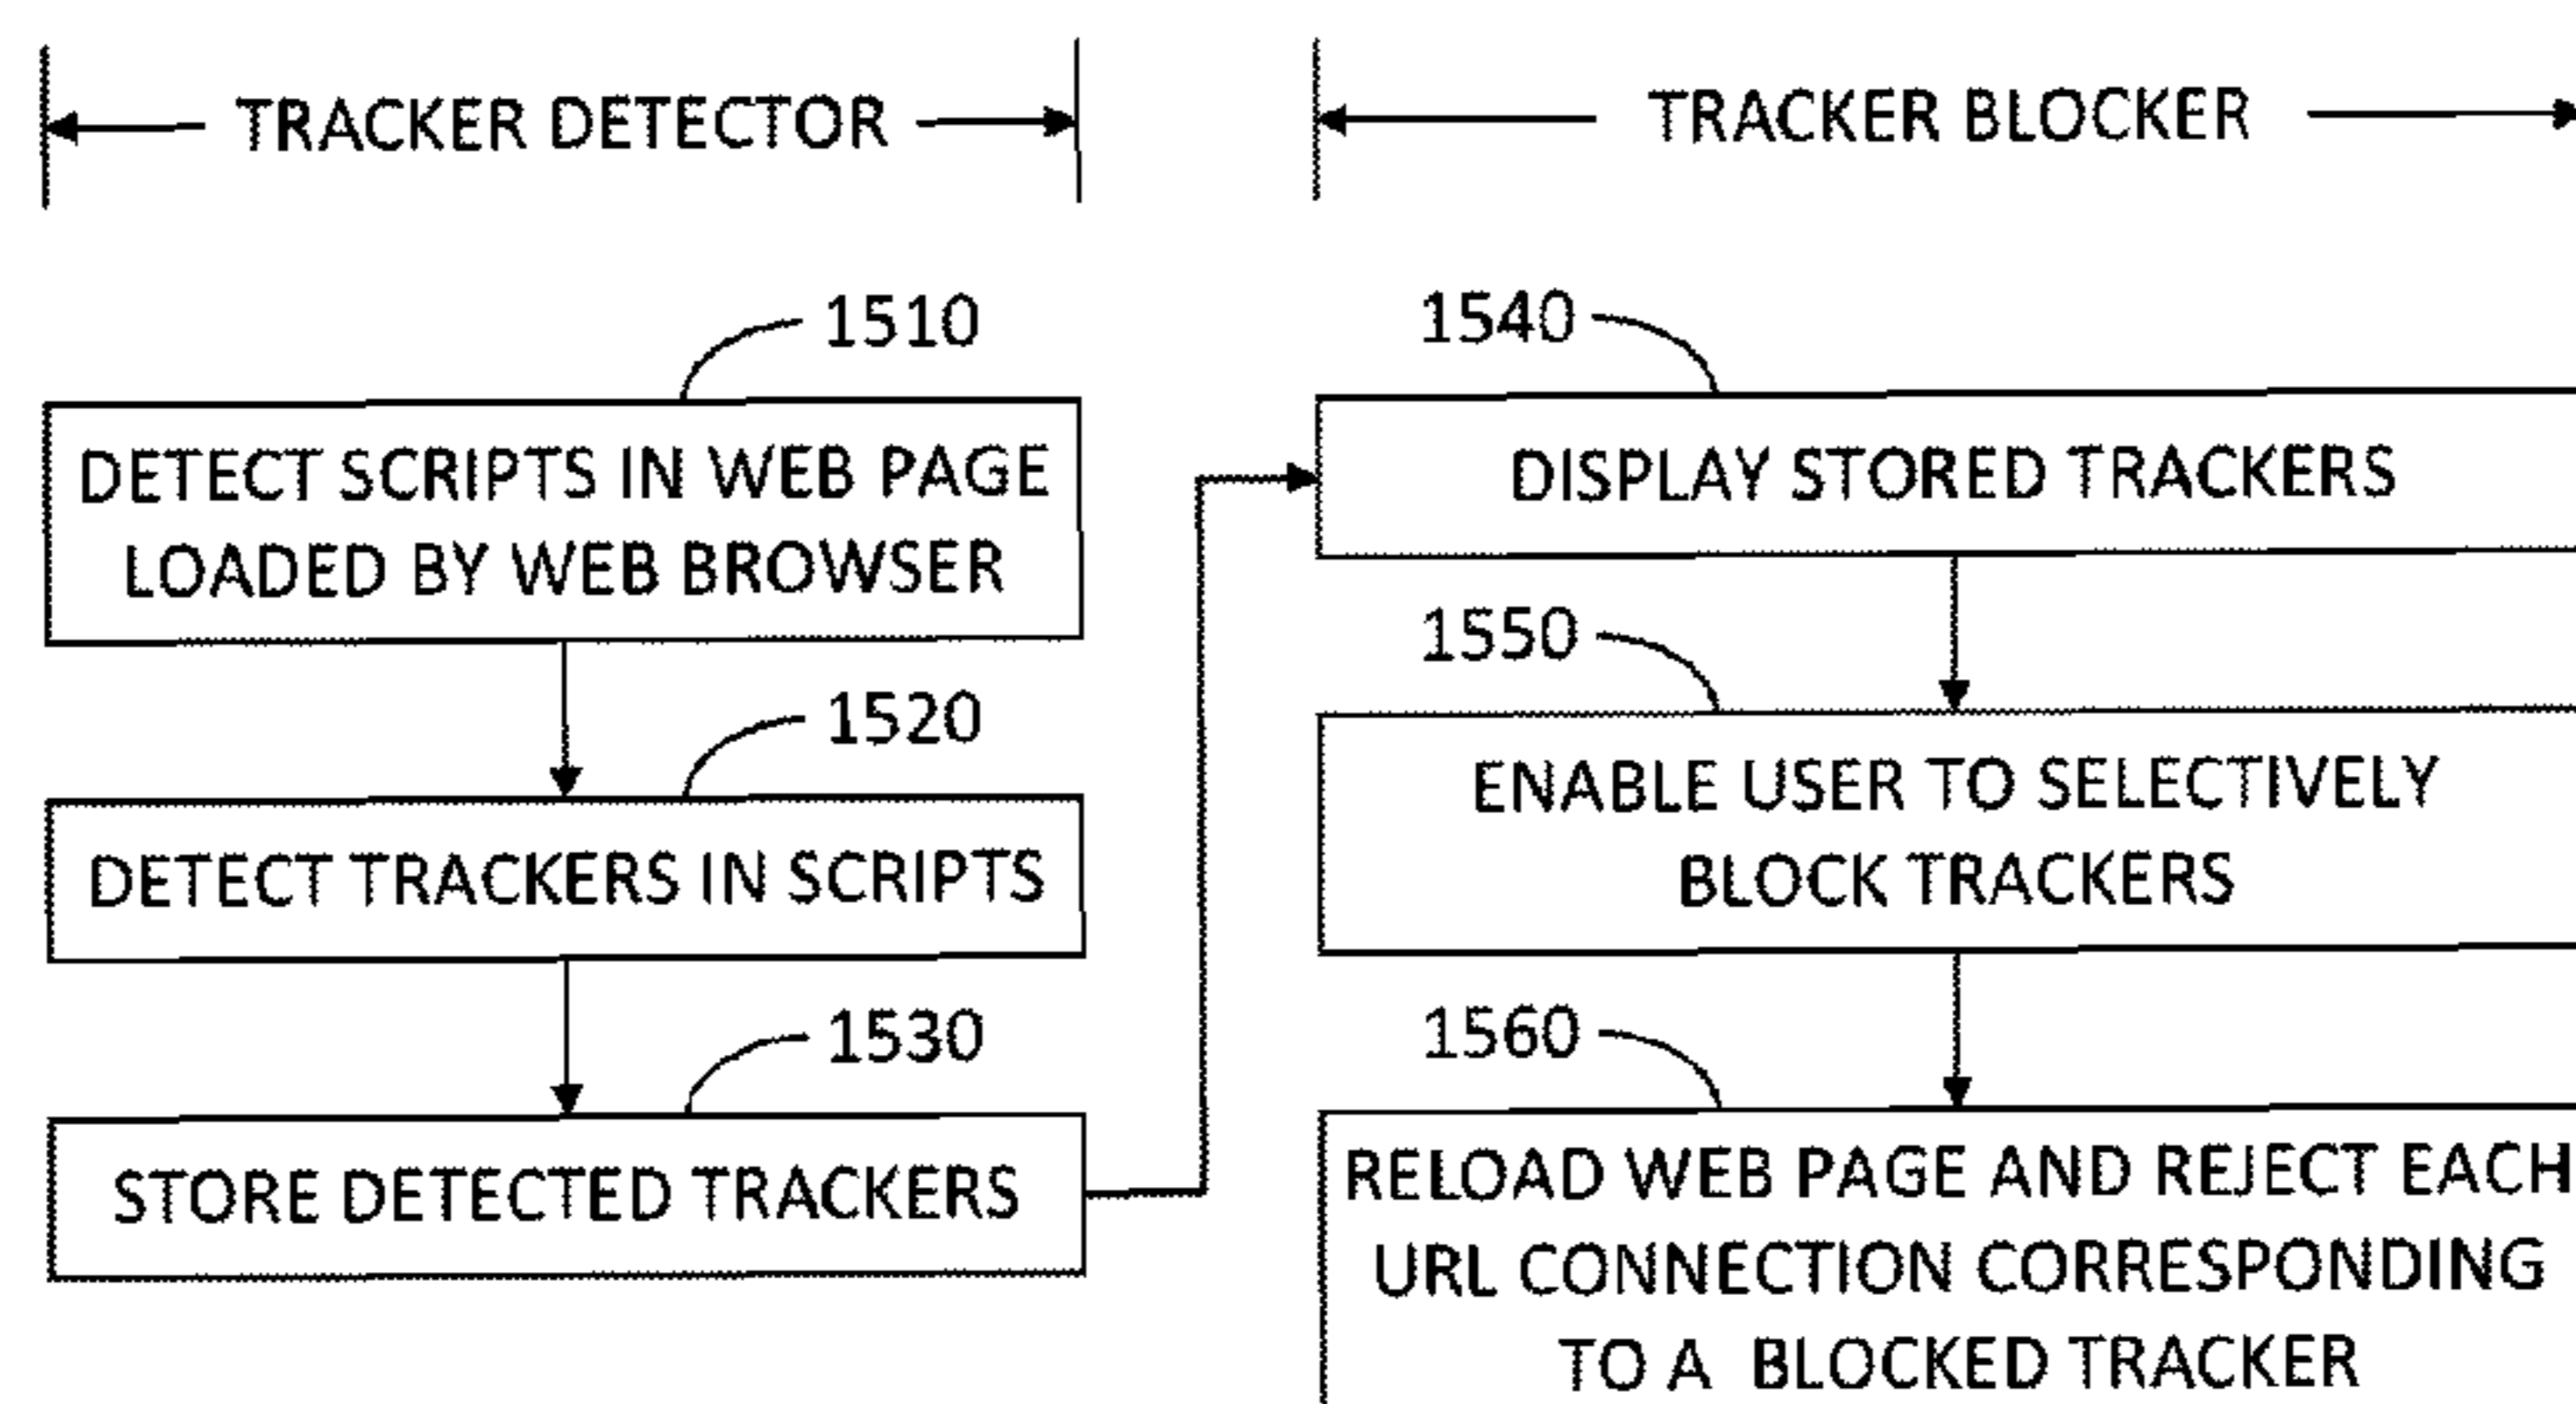 TRACKER DETECTOR
TRACKER BLOCKER
1510
DETECT SCRIPTS IN WEB PAGE
LOADED BY WEB BROWSER
1520
DETECT TRACKERS IN SCRIPTS
1530
STORE DETECTED TRACKERS
1540
DISPLAY STORED TRACKERS
1550
ENABLE USER TO SELECTIVELY
BLOCK TRACKERS
1560
RELOAD WEB PAGE AND REJECT EACH
URL CONNECTION CORRESPONDING
TO A BLOCKED TRACKER